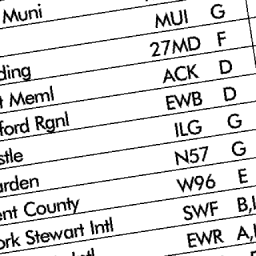 Muni MUI G
27MD F
ding ACK D
t Meml EWB D
ford Rgnl ILG G
stle N57 G
arden W96 E
ent County SWF B,I
ork Stewart Intl EWR A,